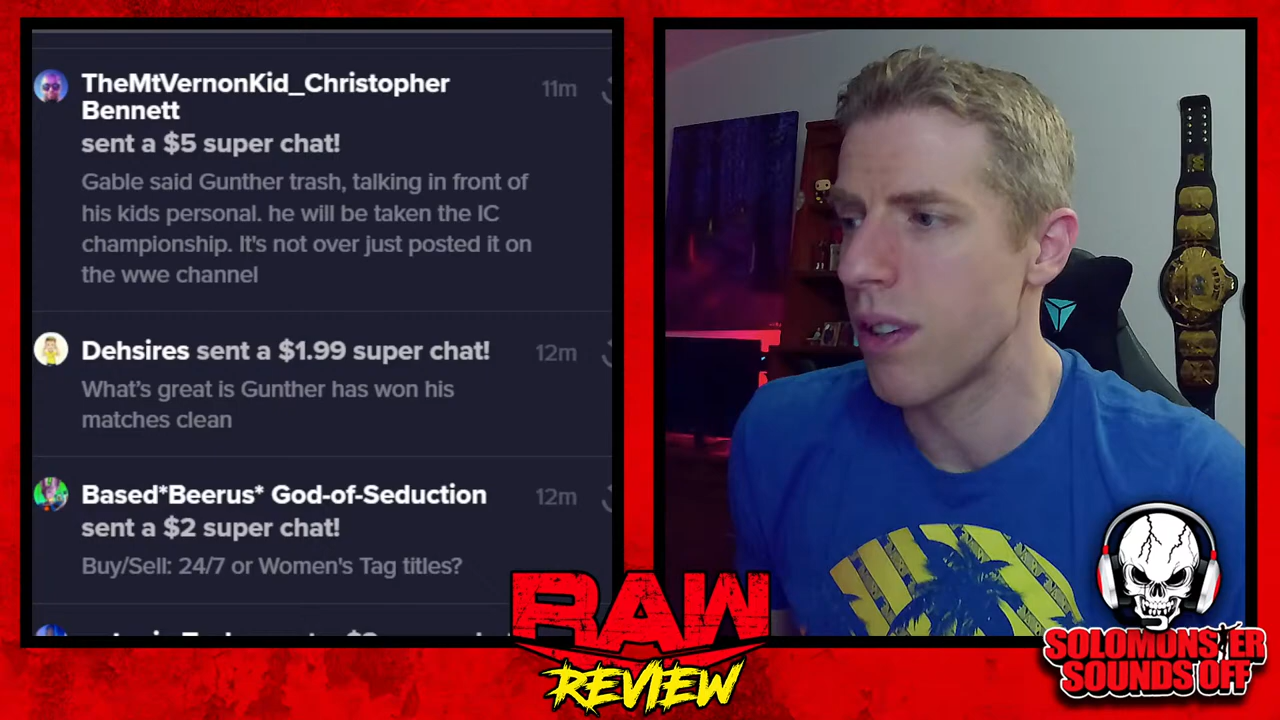 TheMtVernonKid_Christopher
Bennett
11m
sent a $5 super chat!
Gable said Gunther trash, talking in front of
his kids personal. he will be taken the IC
championship. It's not over just posted it on
the wwe channel
Dehsires sent a $1.99 super chat!
12m
What's great is Gunther has won his
matches clean
Based*Beerus* God-of-Seduction
12m
sent a $2 super chat!
Buy/Sell: 24/7 or Women's Tag titles?
RAW
REVIEW
SOLOMONSTER
SOUNDS OFF